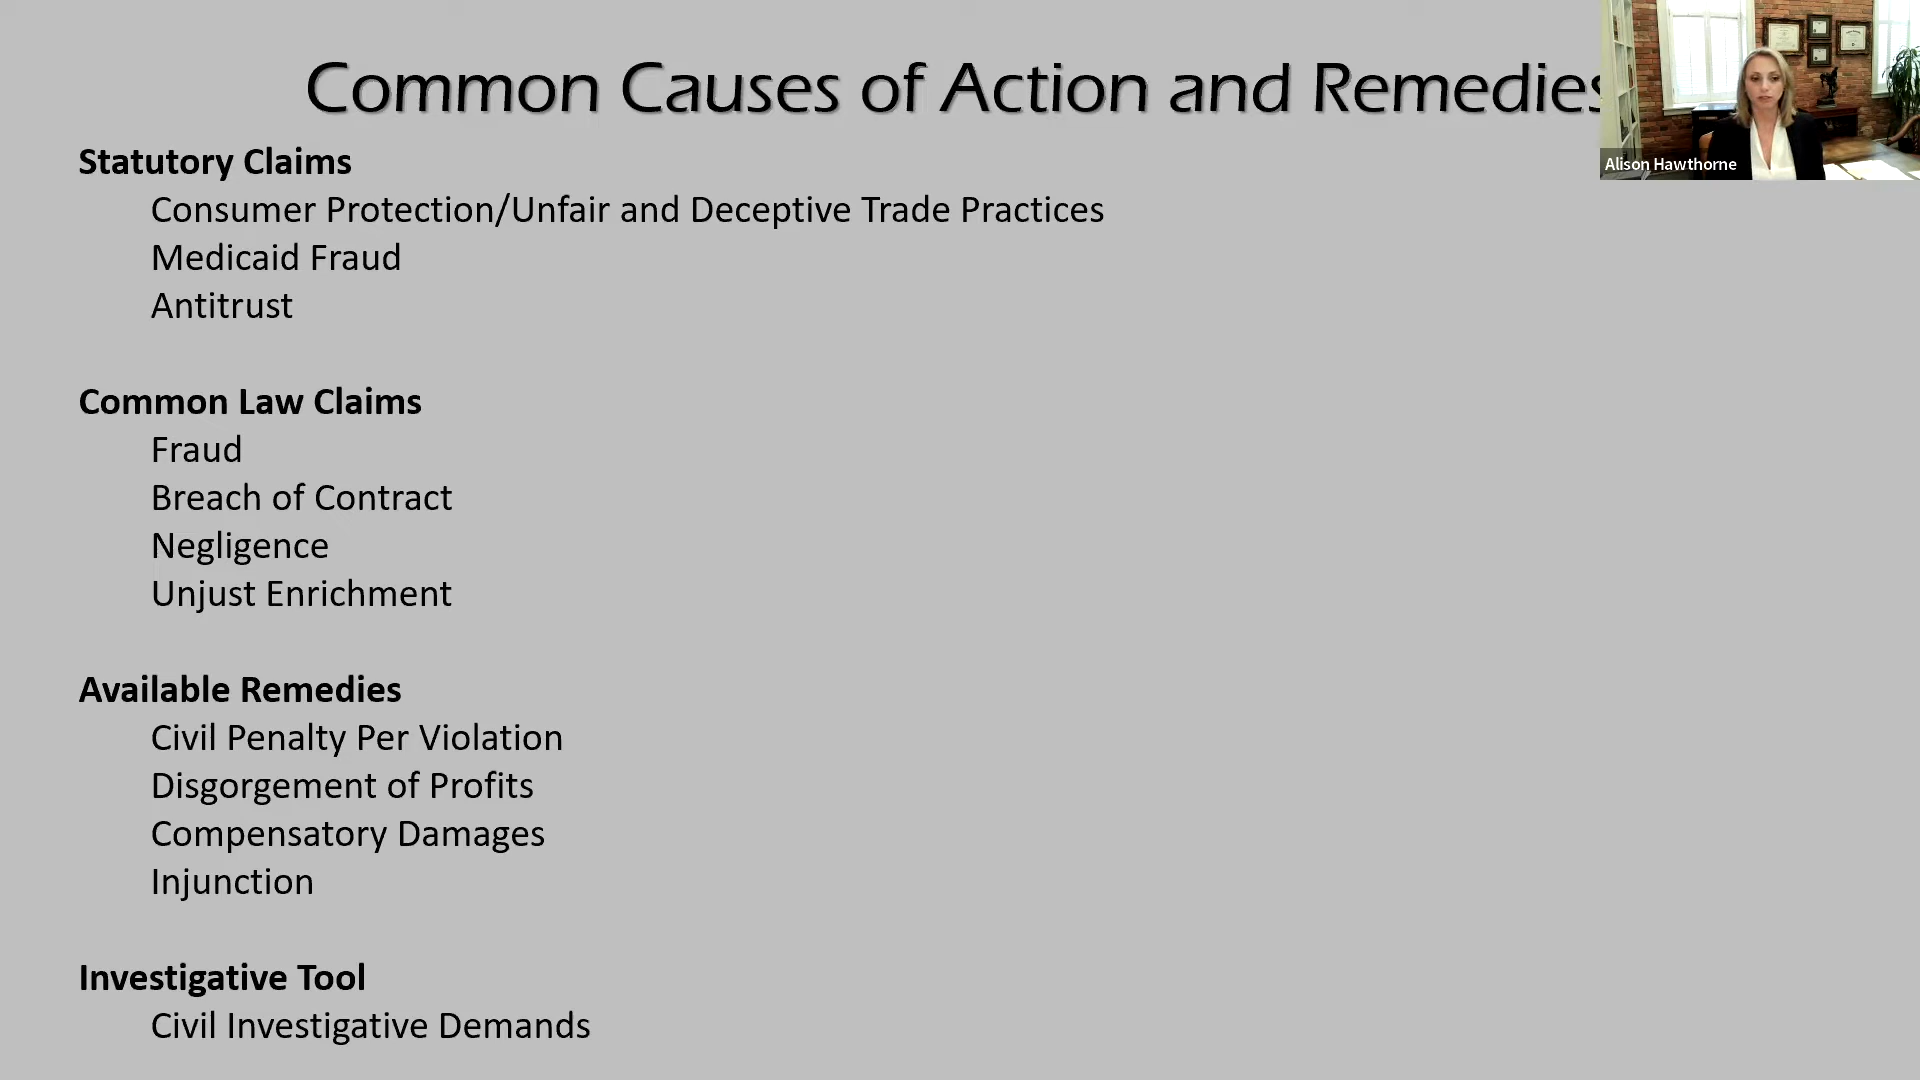 Common Causes of Action and Remedies
Alison Hawthorne
Statutory Claims
Consumer Protection/Unfair and Deceptive Trade Practices
Medicaid Fraud
Antitrust
Common Law Claims
Fraud
Breach of Contract
Negligence
Unjust Enrichment
Available Remedies
Civil Penalty Per Violation
Disgorgement of Profits
Compensatory Damages
Injunction
Investigative Tool
Civil Investigative Demands